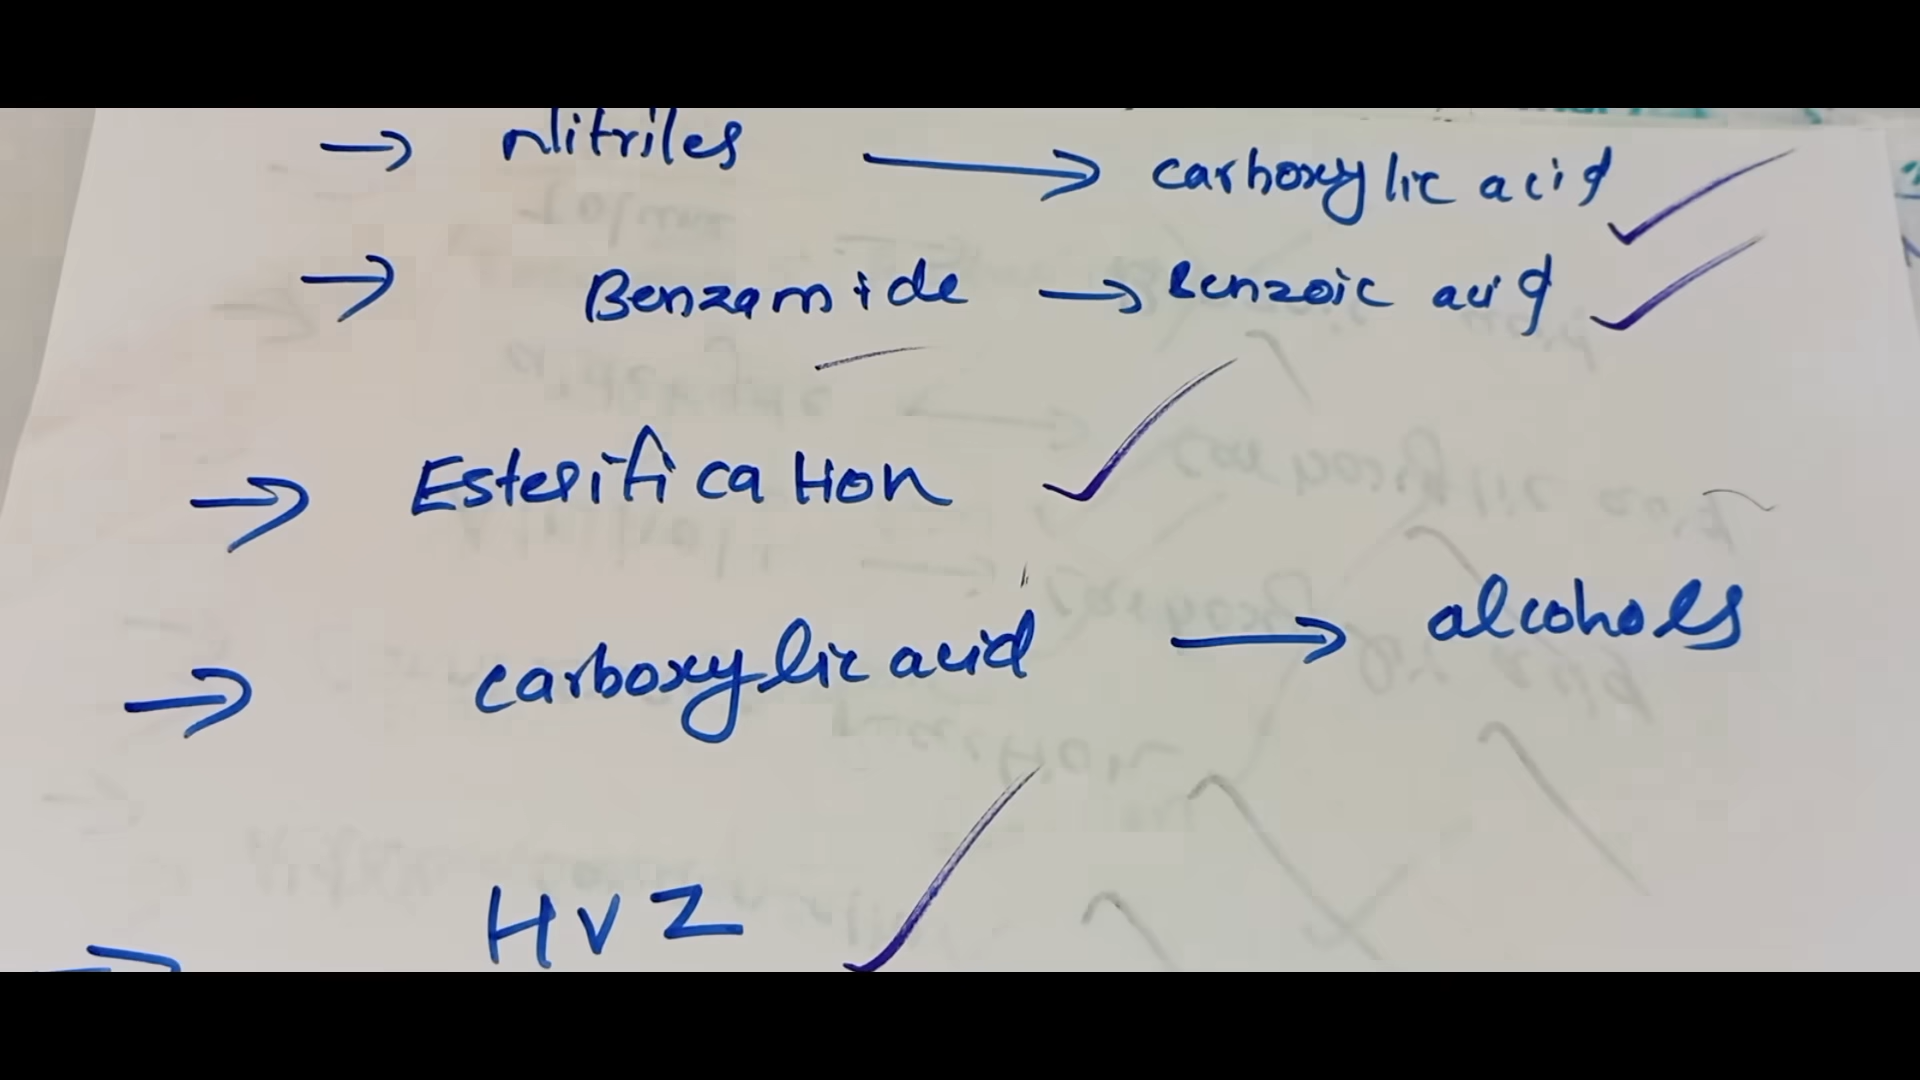 → Nitriles → carboxylic acid ✓
→ Benzamide → Benzoic acid ✓
→ Esterification ✓
→ carboxylic acid → alcohols
→ HVZ ✓